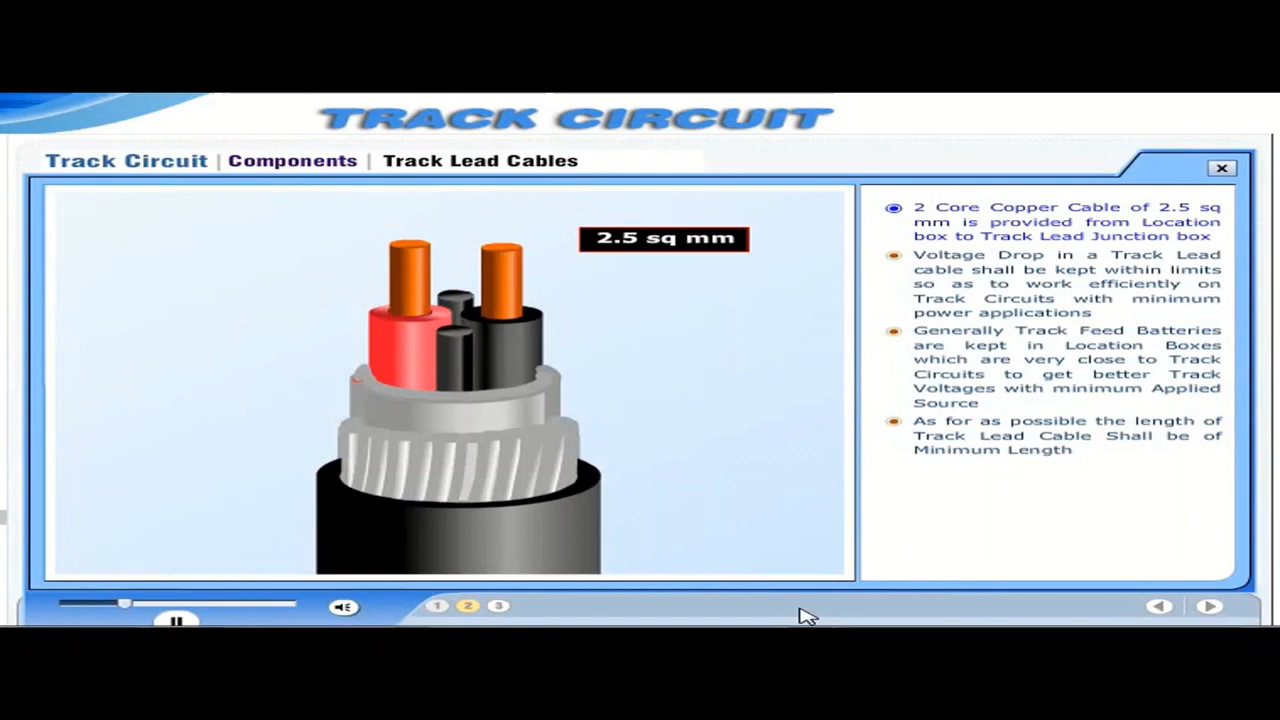 TRACK CIRCUIT
Track Circuit | Components | Track Lead Cables
2.5 sq mm
2 Core Copper Cable of 2.5 sq
mm is provided from Location
box to Track Lead Junction box
Voltage Drop in a Track Lead
cable shall be kept within limits
so as to work efficiently on
Track Circuits with minimum
power applications
Generally Track Feed Batteries
are kept in Location Boxes
which are very close to Track
Circuits to get better Track
Voltages with minimum Applied
Source
As for as possible the length of
Track Lead Cable Shall be of
Minimum Length
1 2 3